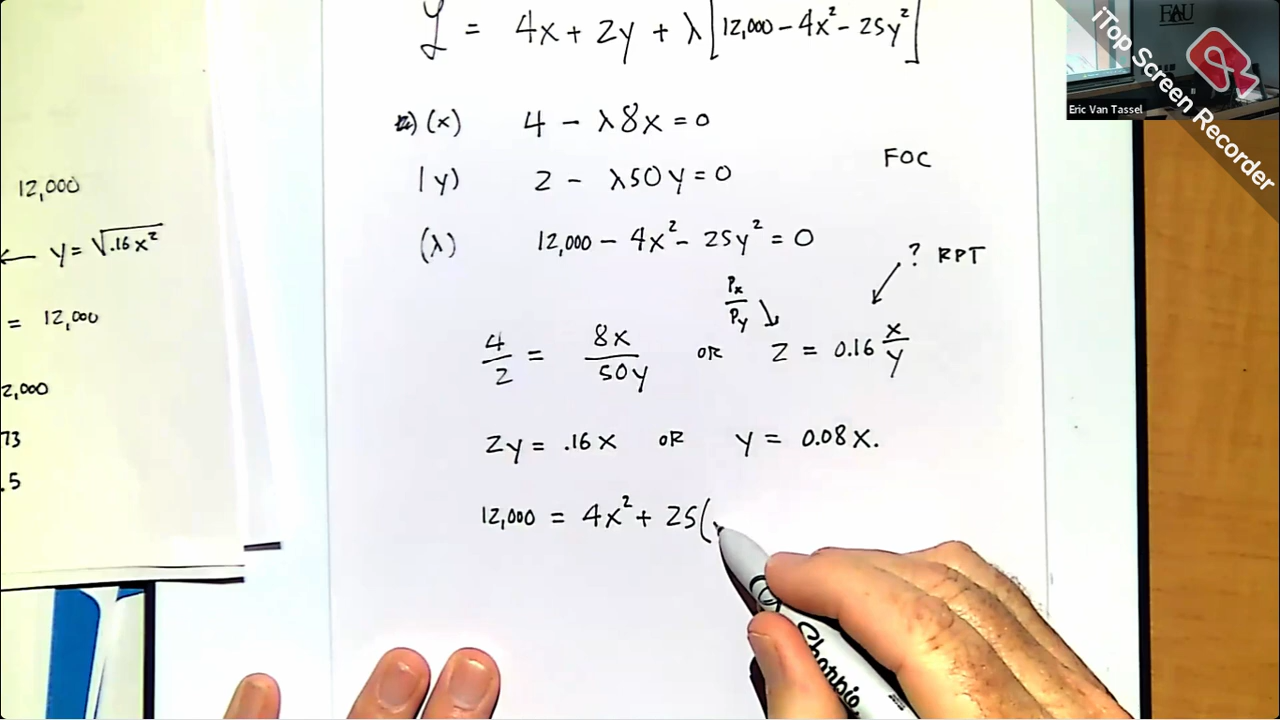 ℒ = 4x + 2y + λ[12,000 - 4x² - 25y²]
(x) 4 - λ8x = 0
(y) 2 - λ50y = 0
FOC
(λ) 12,000 - 4x² - 25y² = 0
? RPT
Px/Py
4/2 = 8x/50y OR 2 = 0.16 x/y
2y = .16x OR y = 0.08x.
12,000 = 4x² + 25(
12,000
← y = √.16x²
= 12,000
2,000
73
.5
Sharpie
FAU
Eric Van Tassel
iTop Screen Recorder